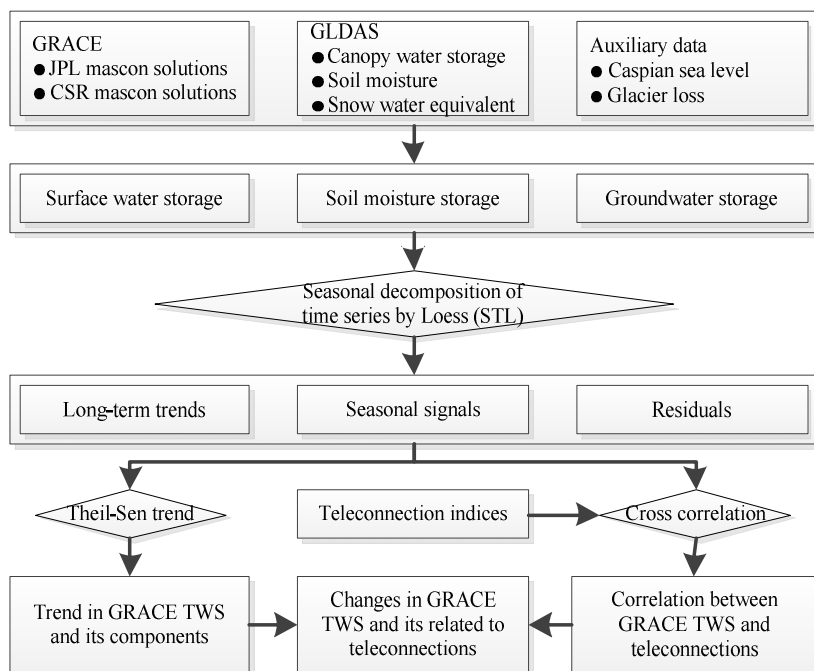 GRACE
● JPL mascon solutions
● CSR mascon solutions
GLDAS
● Canopy water storage
● Soil moisture
● Snow water equivalent
Auxiliary data
● Caspian sea level
● Glacier loss
Surface water storage
Soil moisture storage
Groundwater storage
Seasonal decomposition of
time series by Loess (STL)
Long-term trends
Seasonal signals
Residuals
Theil-Sen trend
Teleconnection indices
Cross correlation
Trend in GRACE TWS
and its components
Changes in GRACE
TWS and its related to
teleconnections
Correlation between
GRACE TWS and
teleconnections